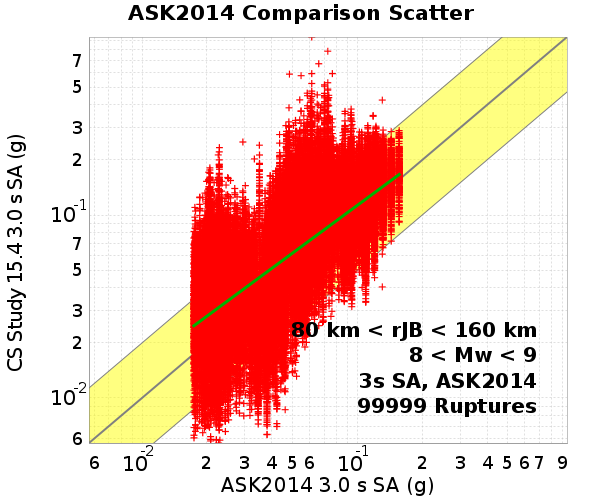 ASK2014 Comparison Scatter
CS Study 15.4 3.0 s SA (g)
7
5
3
2
10-1
7
5
3
2
10-2
6
80 km < rJB < 160 km
8 < Mw < 9
3s SA, ASK2014
99999 Ruptures
6 10-2 2 3 4 5 6 10-1 2 3 4 5 6 7 9
ASK2014 3.0 s SA (g)